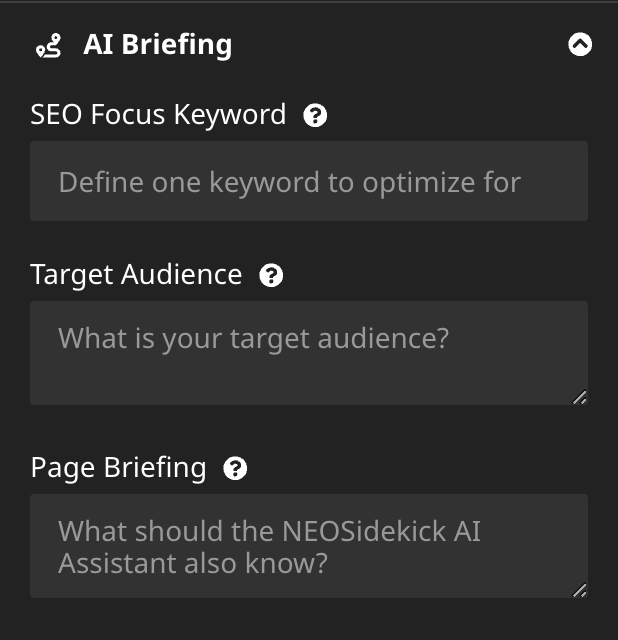 AI Briefing
SEO Focus Keyword ?
Define one keyword to optimize for
Target Audience ?
What is your target audience?
Page Briefing ?
What should the NEOSidekick AI
Assistant also know?